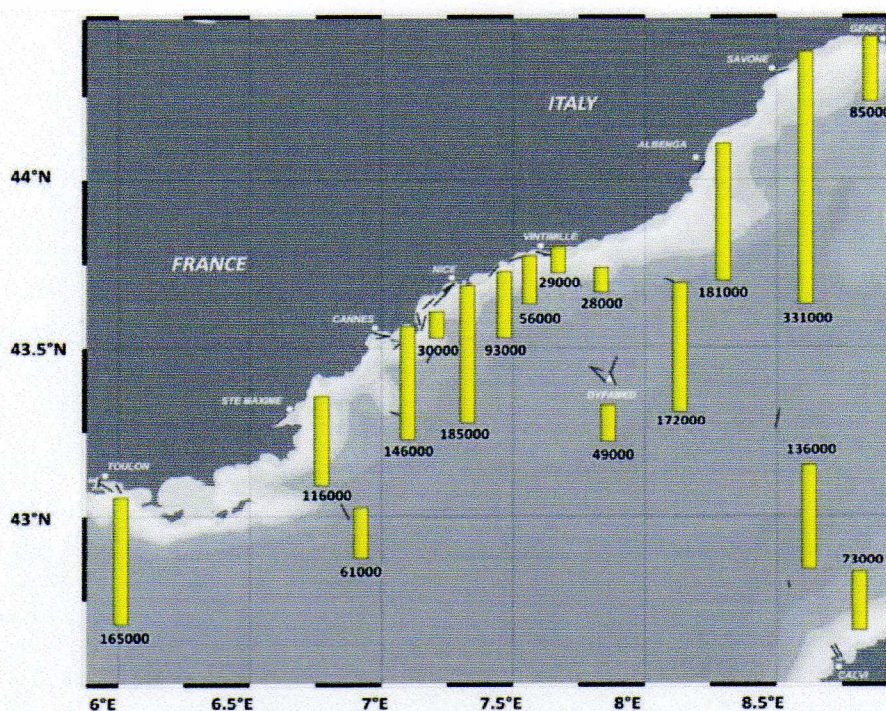 GENES
SAVONE
ITALY
85000
ALBENGA
44°N
VINTIMILLE
FRANCE
NICE
29000
181000
28000
56000
331000
CANNES
30000
93000
43.5°N
DYFAMED
STE MAXIME
172000
185000
146000
49000
136000
TOULON
116000
43°N
73000
61000
165000
CALVI
6°E 6.5°E 7°E 7.5°E 8°E 8.5°E